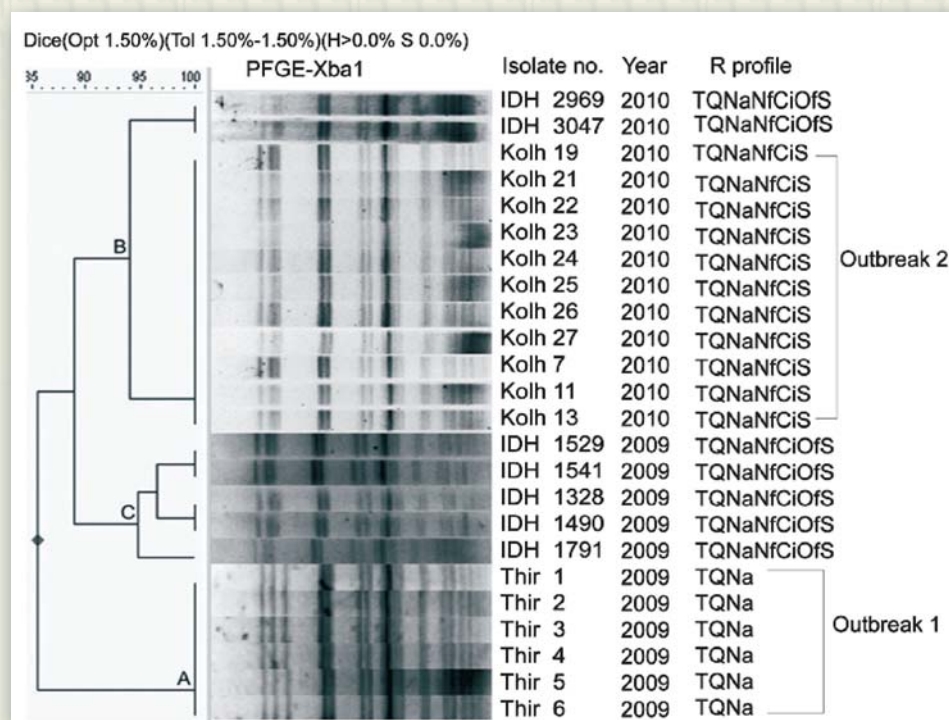 Dice(Opt 1.50%)(Tol 1.50%-1.50%)(H>0.0% S 0.0%)
PFGE-Xba1 Isolate no. Year R profile
85 90 95 100
IDH 2969 2010 TQNaNfCiOfS
IDH 3047 2010 TQNaNfCiOfS
Kolh 19 2010 TQNaNfCiS
Kolh 21 2010 TQNaNfCiS
Kolh 22 2010 TQNaNfCiS
Kolh 23 2010 TQNaNfCiS
B
Kolh 24 2010 TQNaNfCiS
Outbreak 2
Kolh 25 2010 TQNaNfCiS
Kolh 26 2010 TQNaNfCiS
Kolh 27 2010 TQNaNfCiS
Kolh 7 2010 TQNaNfCiS
Kolh 11 2010 TQNaNfCiS
Kolh 13 2010 TQNaNfCiS
IDH 1529 2009 TQNaNfCiOfS
IDH 1541 2009 TQNaNfCiOfS
IDH 1328 2009 TQNaNfCiOfS
C
IDH 1490 2009 TQNaNfCiOfS
IDH 1791 2009 TQNaNfCiOfS
Thir 1 2009 TQNa
Thir 2 2009 TQNa
Thir 3 2009 TQNa
Outbreak 1
Thir 4 2009 TQNa
A
Thir 5 2009 TQNa
Thir 6 2009 TQNa